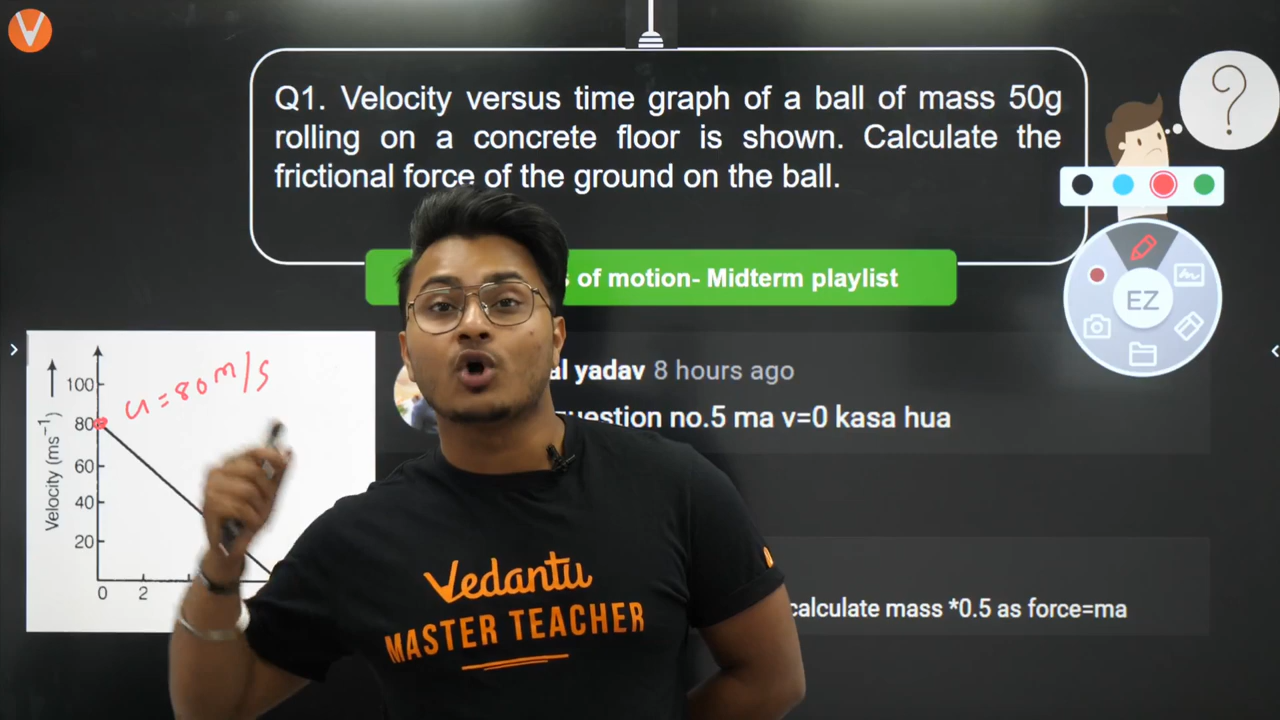 Q1. Velocity versus time graph of a ball of mass 50g
rolling on a concrete floor is shown. Calculate the
frictional force of the ground on the ball.
of motion- Midterm playlist
yadav 8 hours ago
no.5 ma v=0 kasa hua
calculate mass *0.5 as force=ma
EZ
?
Velocity (ms⁻¹)
100
80
60
40
20
0 2
u=80m/s
Vedantu
MASTER TEACHER